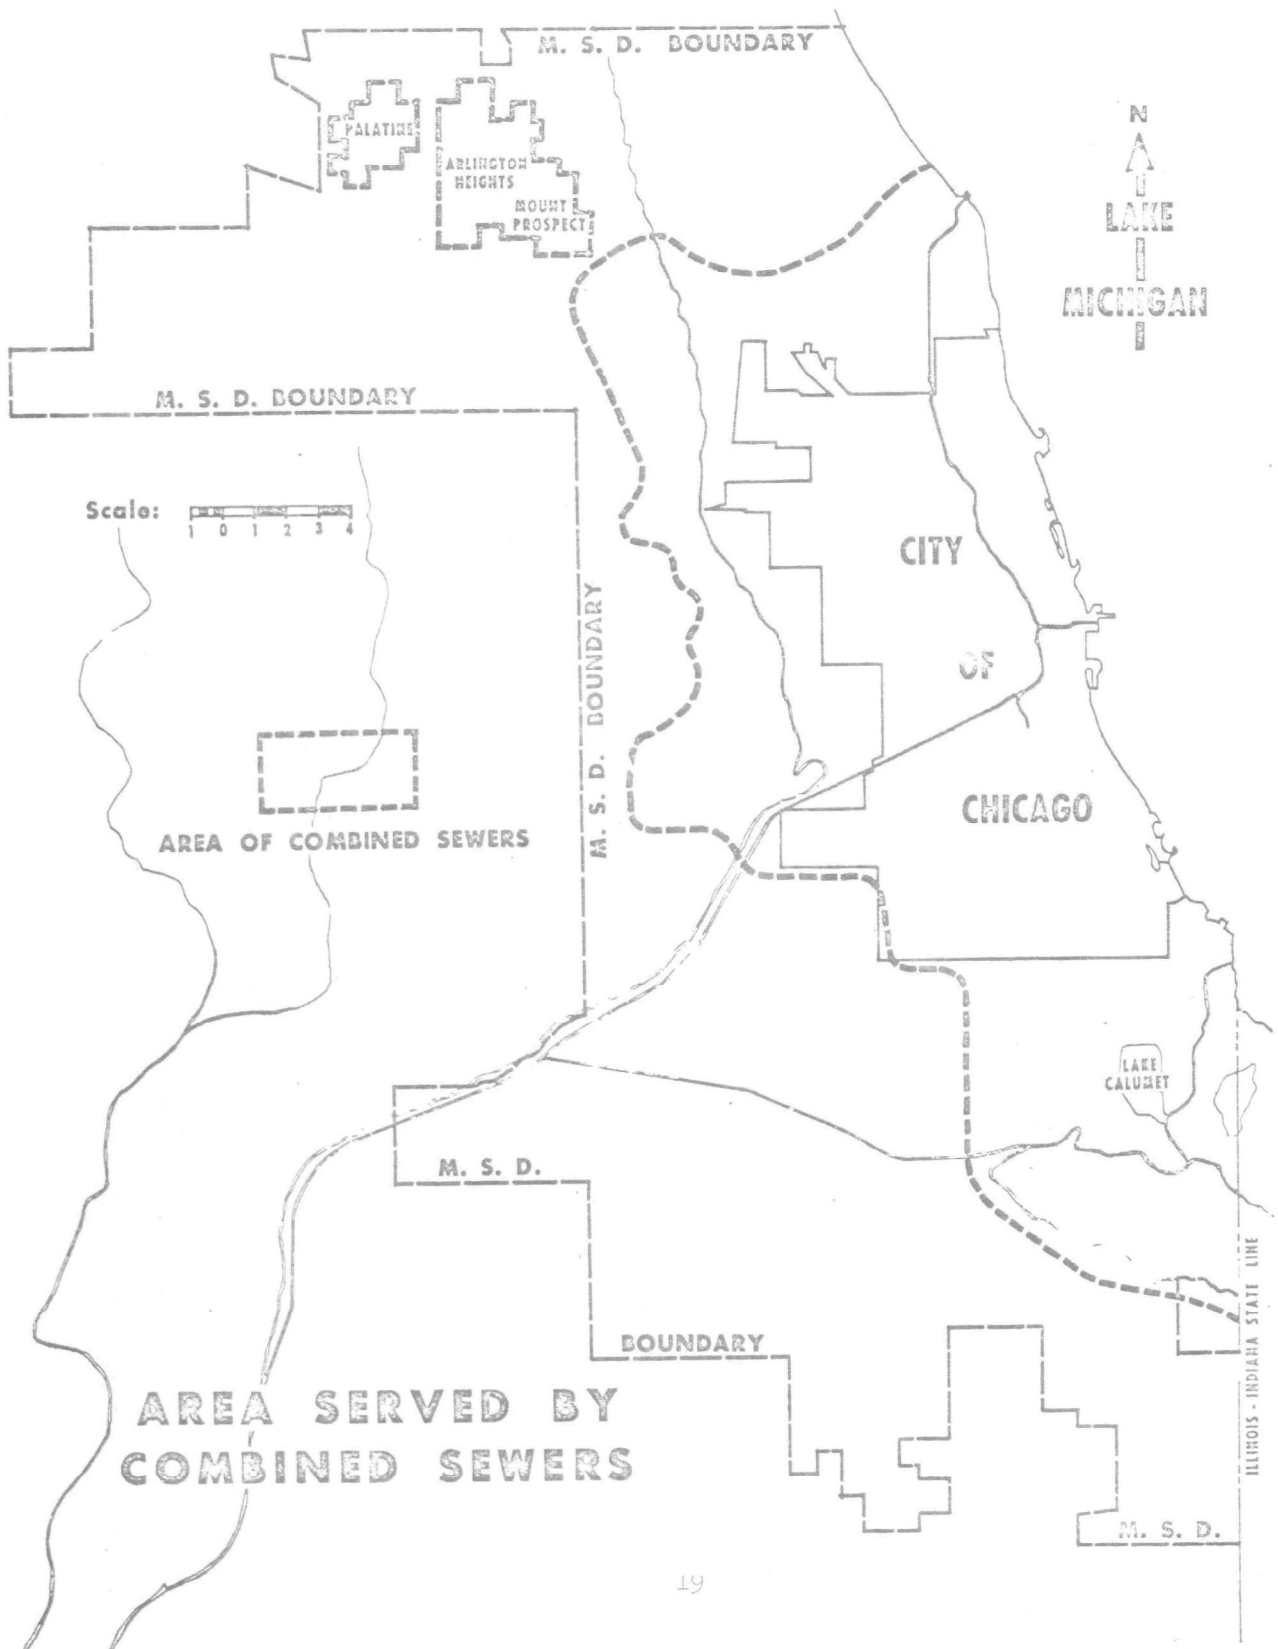 M. S. D. BOUNDARY
N
LAKE
MICHIGAN
PALATINE
ARLINGTON
HEIGHTS
MOUNT
PROSPECT
M. S. D. BOUNDARY
Scale:
1 0 1 2 3 4
CITY
OF
CHICAGO
M. S. D. BOUNDARY
AREA OF COMBINED SEWERS
LAKE
CALUMET
M. S. D.
BOUNDARY
ILLINOIS - INDIANA STATE LINE
AREA SERVED BY
COMBINED SEWERS
M. S. D.
19